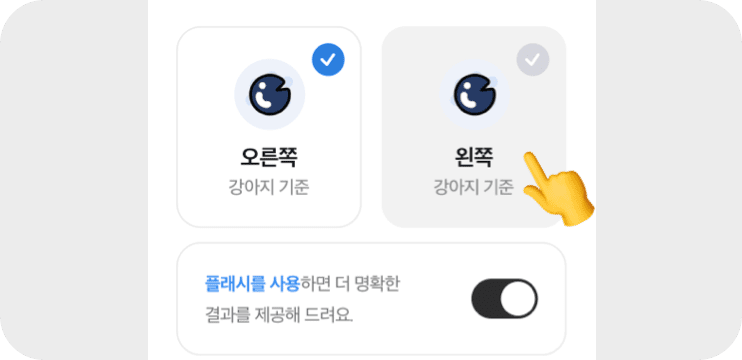 오른쪽
강아지 기준
왼쪽
강아지 기준
플래시를 사용하면 더 명확한
결과를 제공해 드려요.